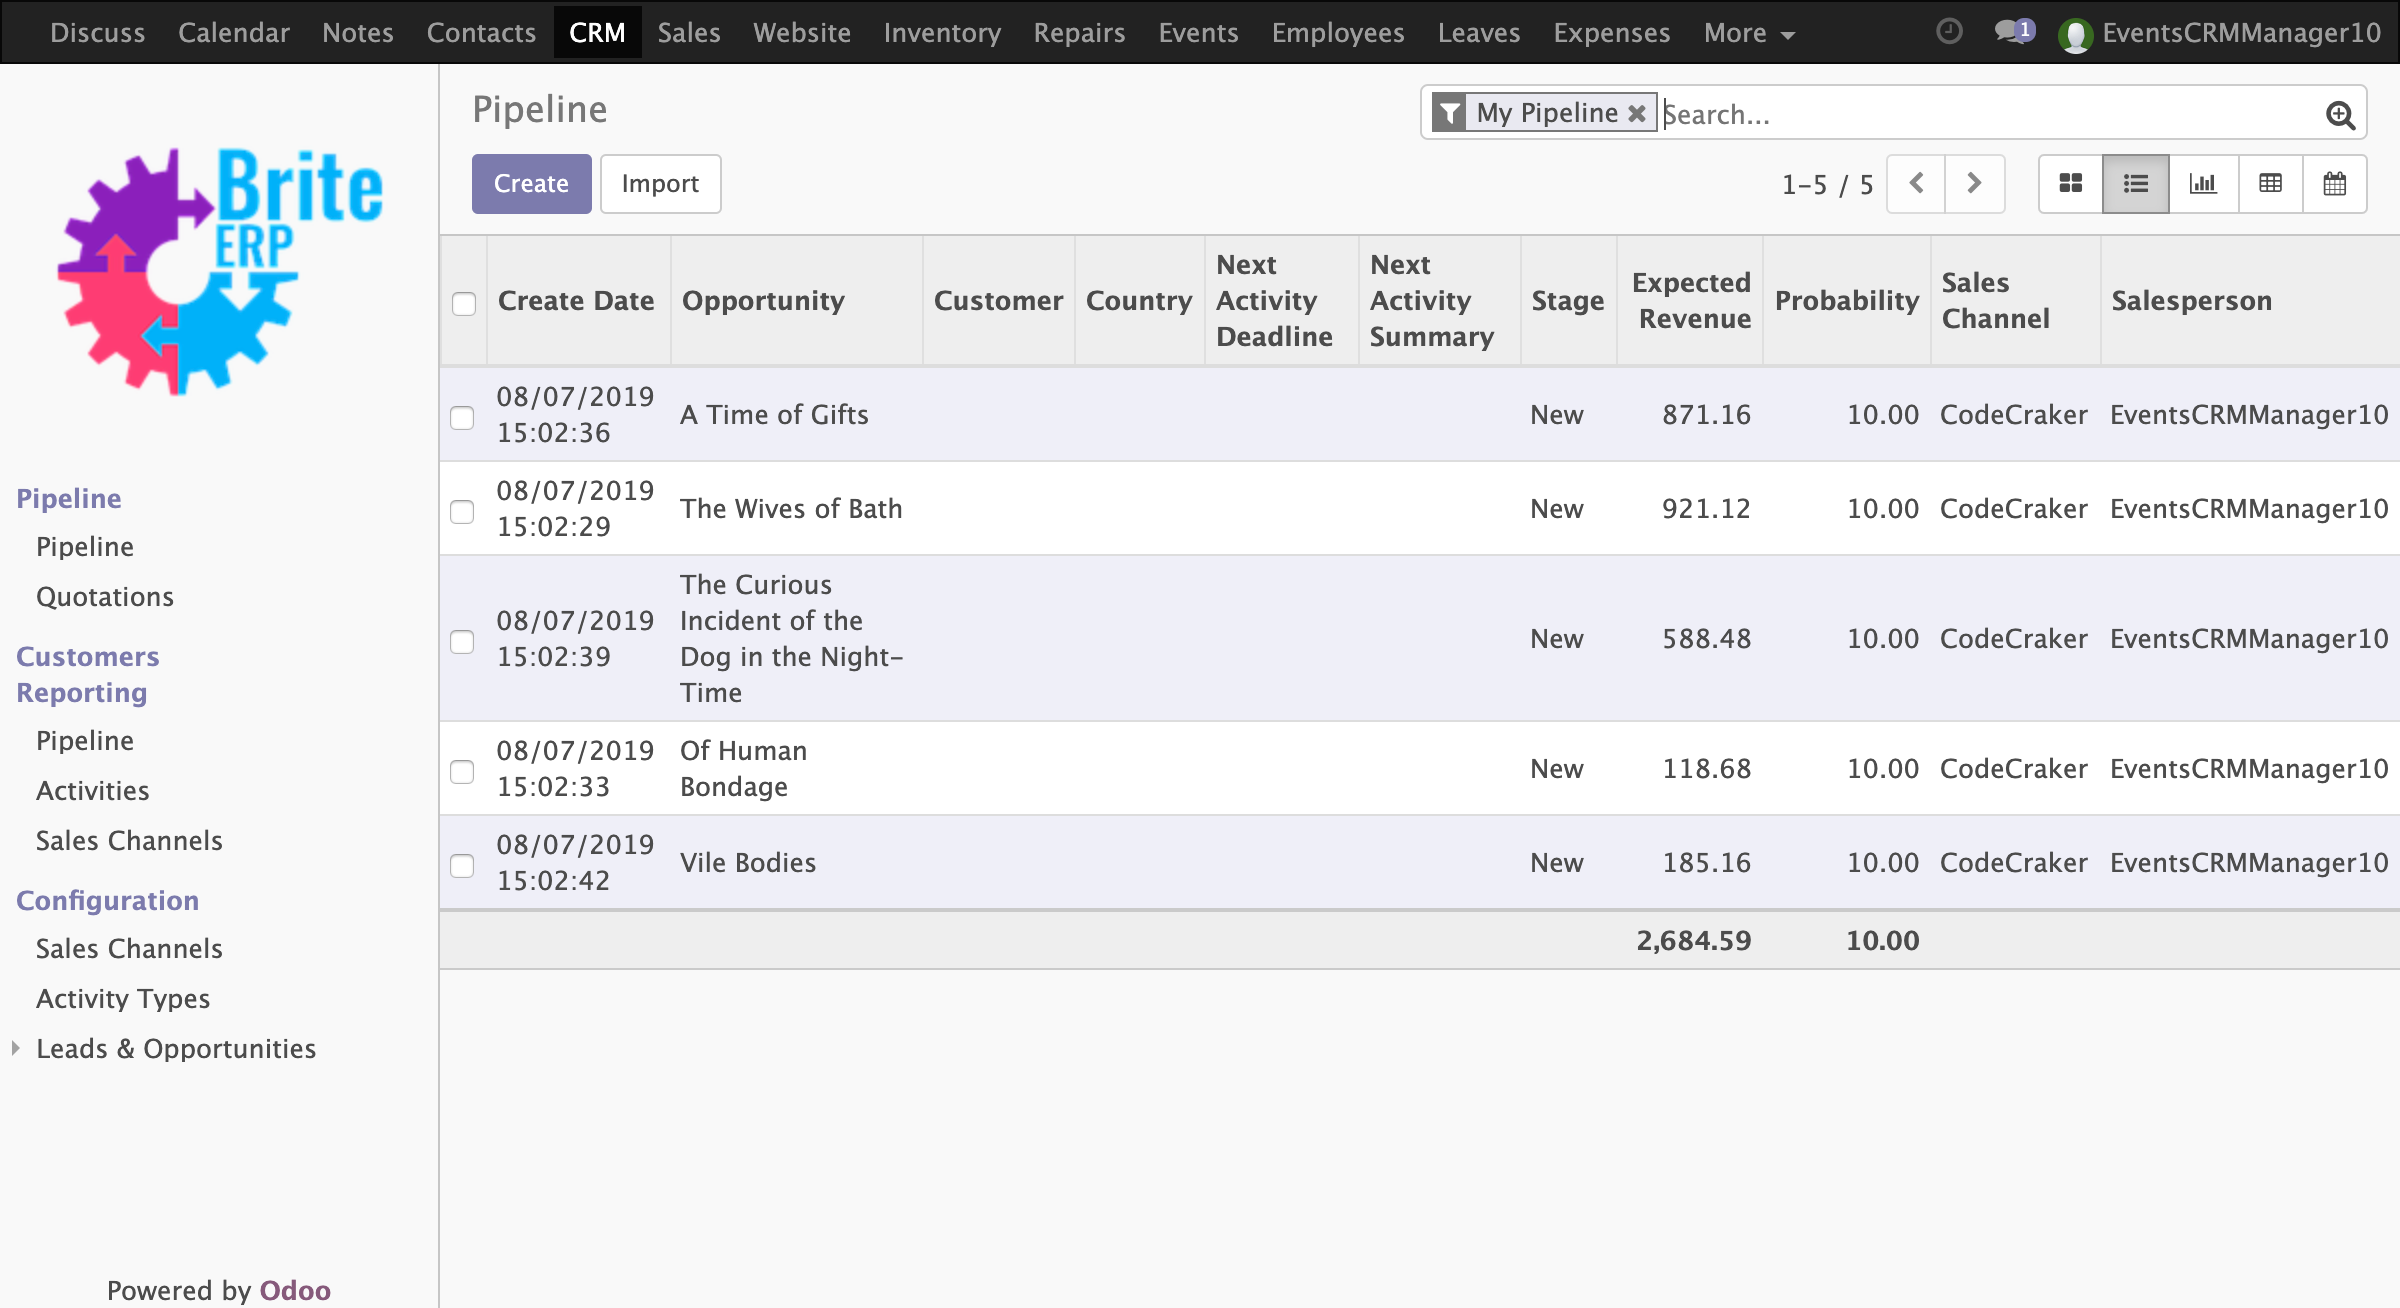 Discuss Calendar Notes Contacts CRM Sales Website Inventory Repairs Events Employees Leaves Expenses More 1 EventsCRMManager10
Brite
ERP
Pipeline
Pipeline
Quotations
Customers
Reporting
Pipeline
Activities
Sales Channels
Configuration
Sales Channels
Activity Types
Leads & Opportunities
Powered by Odoo
Pipeline
My Pipeline Search...
Create Import
1-5 / 5
Create Date Opportunity Customer Country Next Activity Deadline Next Activity Summary Stage Expected Revenue Probability Sales Channel Salesperson
08/07/2019 15:02:36 A Time of Gifts New 871.16 10.00 CodeCraker EventsCRMManager10
08/07/2019 15:02:29 The Wives of Bath New 921.12 10.00 CodeCraker EventsCRMManager10
08/07/2019 15:02:39 The Curious Incident of the Dog in the Night-Time New 588.48 10.00 CodeCraker EventsCRMManager10
08/07/2019 15:02:33 Of Human Bondage New 118.68 10.00 CodeCraker EventsCRMManager10
08/07/2019 15:02:42 Vile Bodies New 185.16 10.00 CodeCraker EventsCRMManager10
2,684.59 10.00